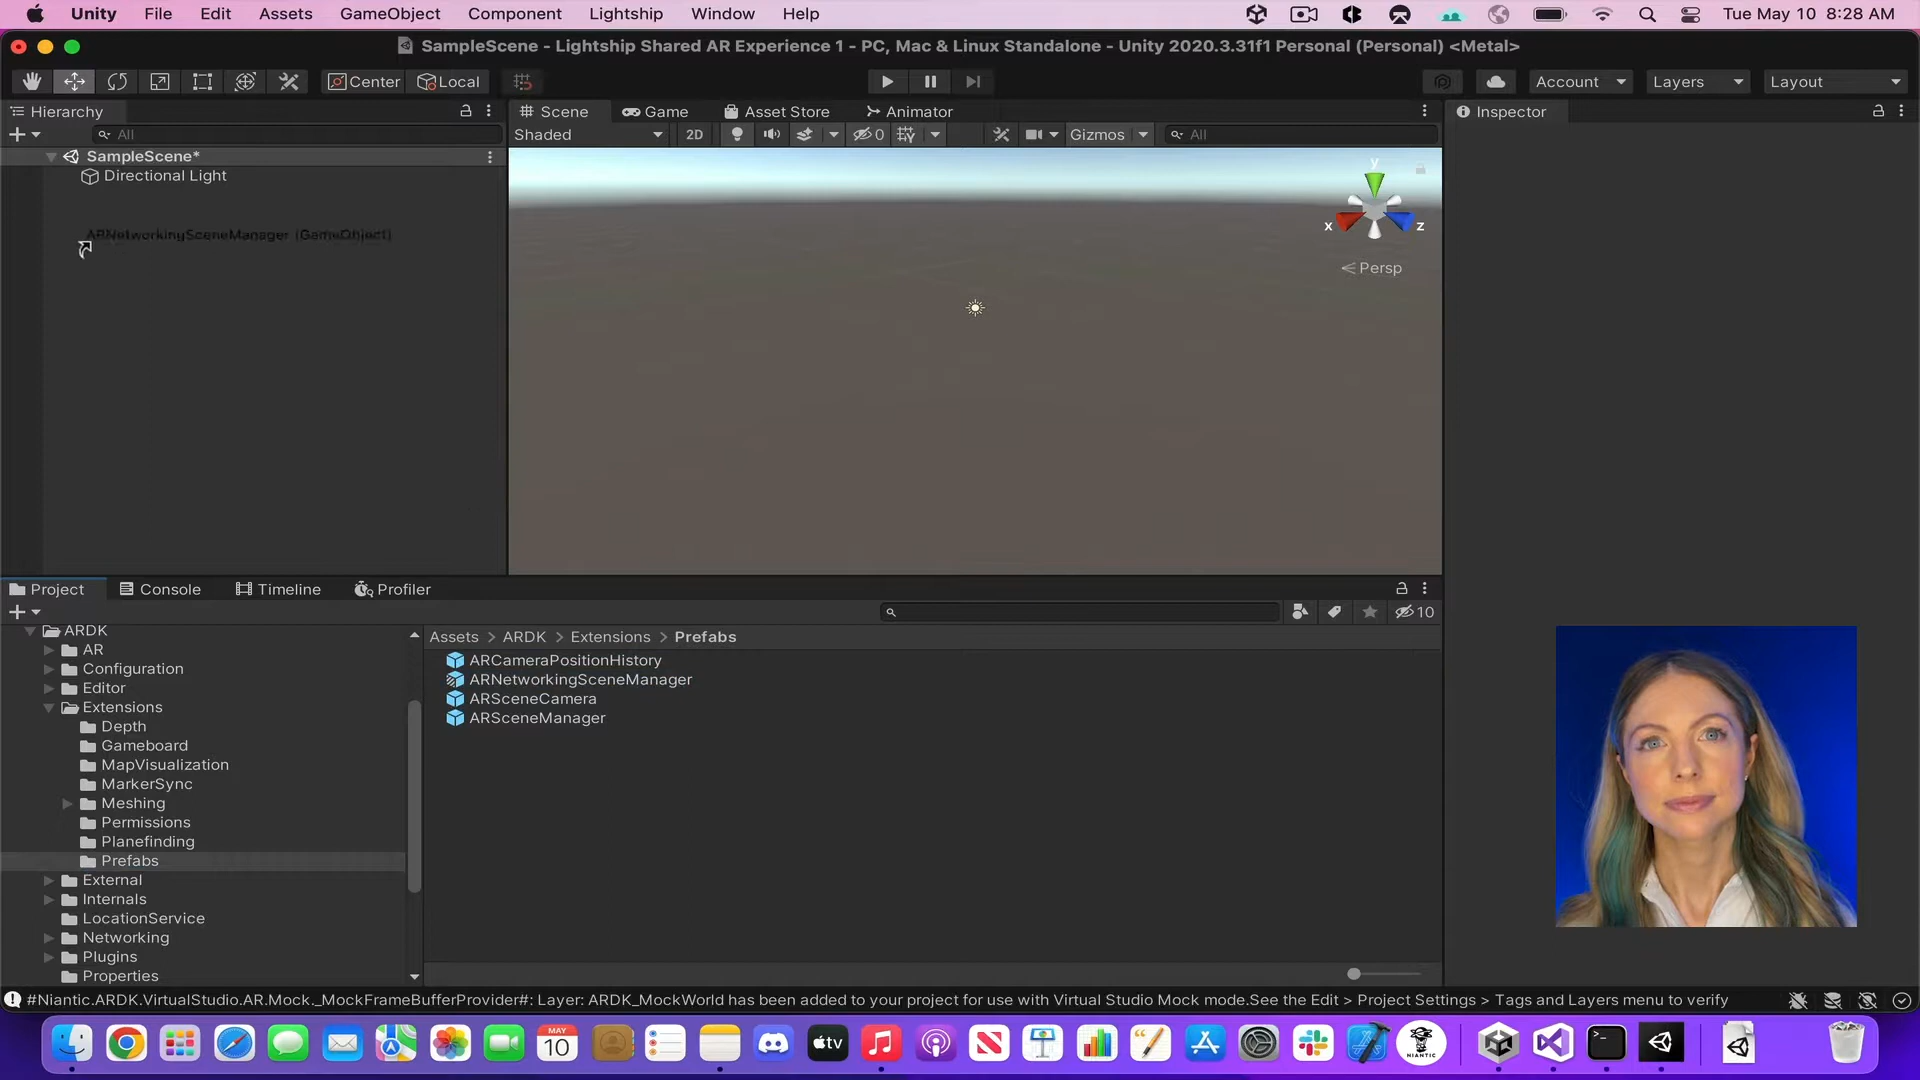 Unity File Edit Assets GameObject Component Lightship Window Help Tue May 10 8:28 AM
SampleScene - Lightship Shared AR Experience 1 - PC, Mac & Linux Standalone - Unity 2020.3.31f1 Personal (Personal) <Metal>
Center Local Account Layers Layout
Hierarchy
All
SampleScene*
Directional Light
ARNetworkingSceneManager (GameObject)
Scene Game Asset Store Animator
Shaded 2D 0 Gizmos All
y
x z
Persp
Inspector
Project Console Timeline Profiler
10
ARDK
AR
Configuration
Editor
Extensions
Depth
Gameboard
MapVisualization
MarkerSync
Meshing
Permissions
Planefinding
Prefabs
External
Internals
LocationService
Networking
Plugins
Properties
Assets > ARDK > Extensions > Prefabs
ARCameraPositionHistory
ARNetworkingSceneManager
ARSceneCamera
ARSceneManager
#Niantic.ARDK.VirtualStudio.AR.Mock._MockFrameBufferProvider#: Layer: ARDK_MockWorld has been added to your project for use with Virtual Studio Mock mode.See the Edit > Project Settings > Tags and Layers menu to verify
MAY
10
tv
NIANTIC